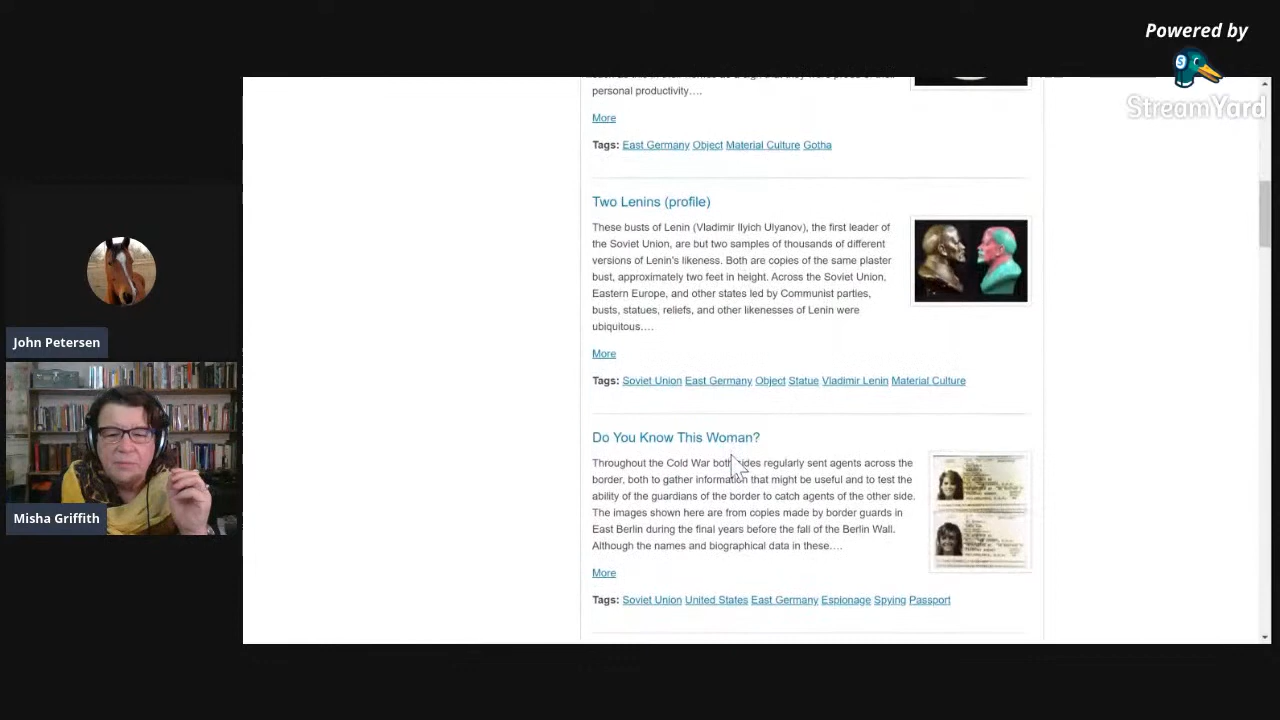 Powered by
StreamYard
personal productivity….
More
Tags: East Germany Object Material Culture Gotha
Two Lenins (profile)
These busts of Lenin (Vladimir Ilyich Ulyanov), the first leader of
the Soviet Union, are but two samples of thousands of different
versions of Lenin's likeness. Both are copies of the same plaster
bust, approximately two feet in height. Across the Soviet Union,
Eastern Europe, and other states led by Communist parties,
busts, statues, reliefs, and other likenesses of Lenin were
ubiquitous….
More
Tags: Soviet Union East Germany Object Statue Vladimir Lenin Material Culture
Do You Know This Woman?
Throughout the Cold War both sides regularly sent agents across the
border, both to gather information that might be useful and to test the
ability of the guardians of the border to catch agents of the other side.
The images shown here are from copies made by border guards in
East Berlin during the final years before the fall of the Berlin Wall.
Although the names and biographical data in these….
More
Tags: Soviet Union United States East Germany Espionage Spying Passport
John Petersen
Misha Griffith